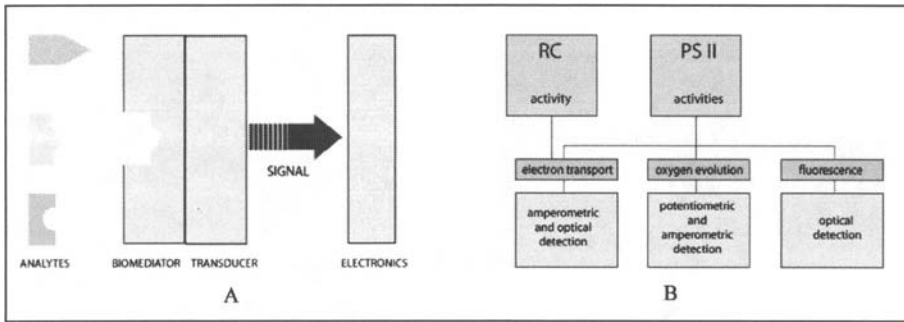 SIGNAL
ANALYTES
BIOMEDIATOR
TRANSDUCER
ELECTRONICS
A
RC
activity
PS II
activities
electron transport
oxygen evolution
fluorescence
amperometric
and optical
detection
potentiometric
and
amperometric
detection
optical
detection
B